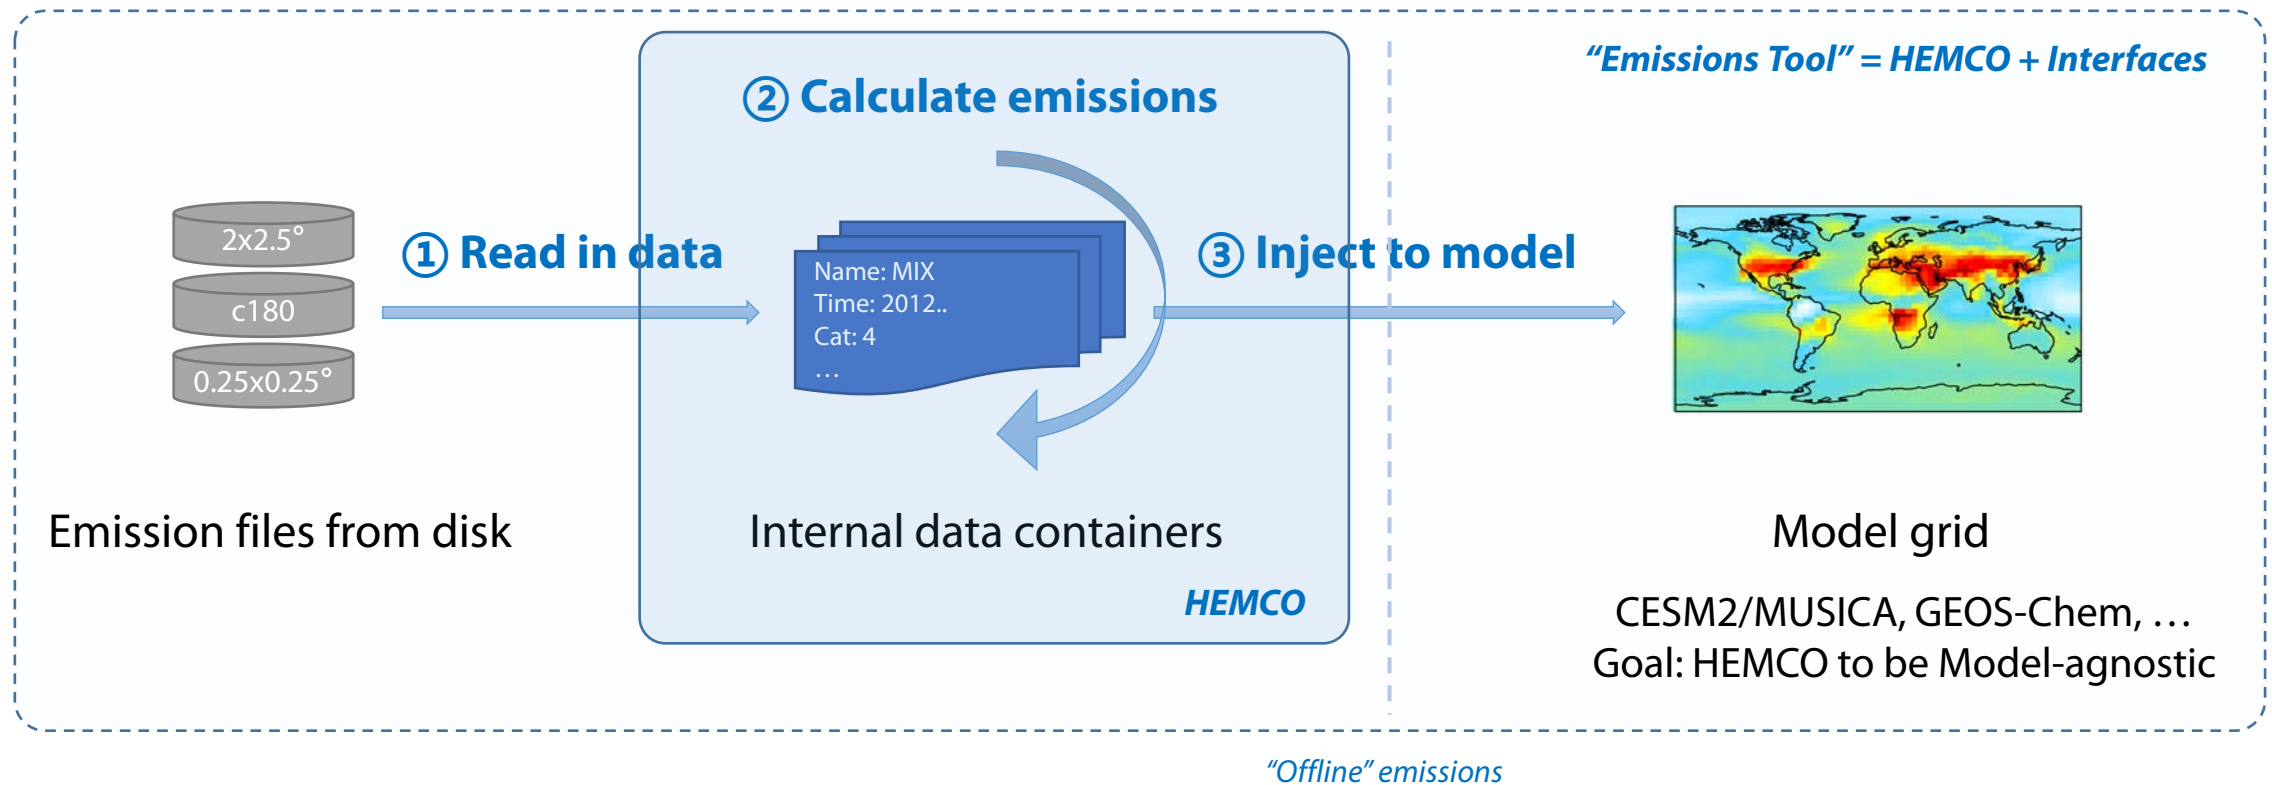 “Emissions Tool” = HEMCO + Interfaces
② Calculate emissions
2x2.5°
c180
0.25x0.25°
① Read in data
Name: MIX
Time: 2012..
Cat: 4
…
③ Inject to model
Emission files from disk
Internal data containers
HEMCO
Model grid
CESM2/MUSICA, GEOS-Chem, …
Goal: HEMCO to be Model-agnostic
“Offline” emissions